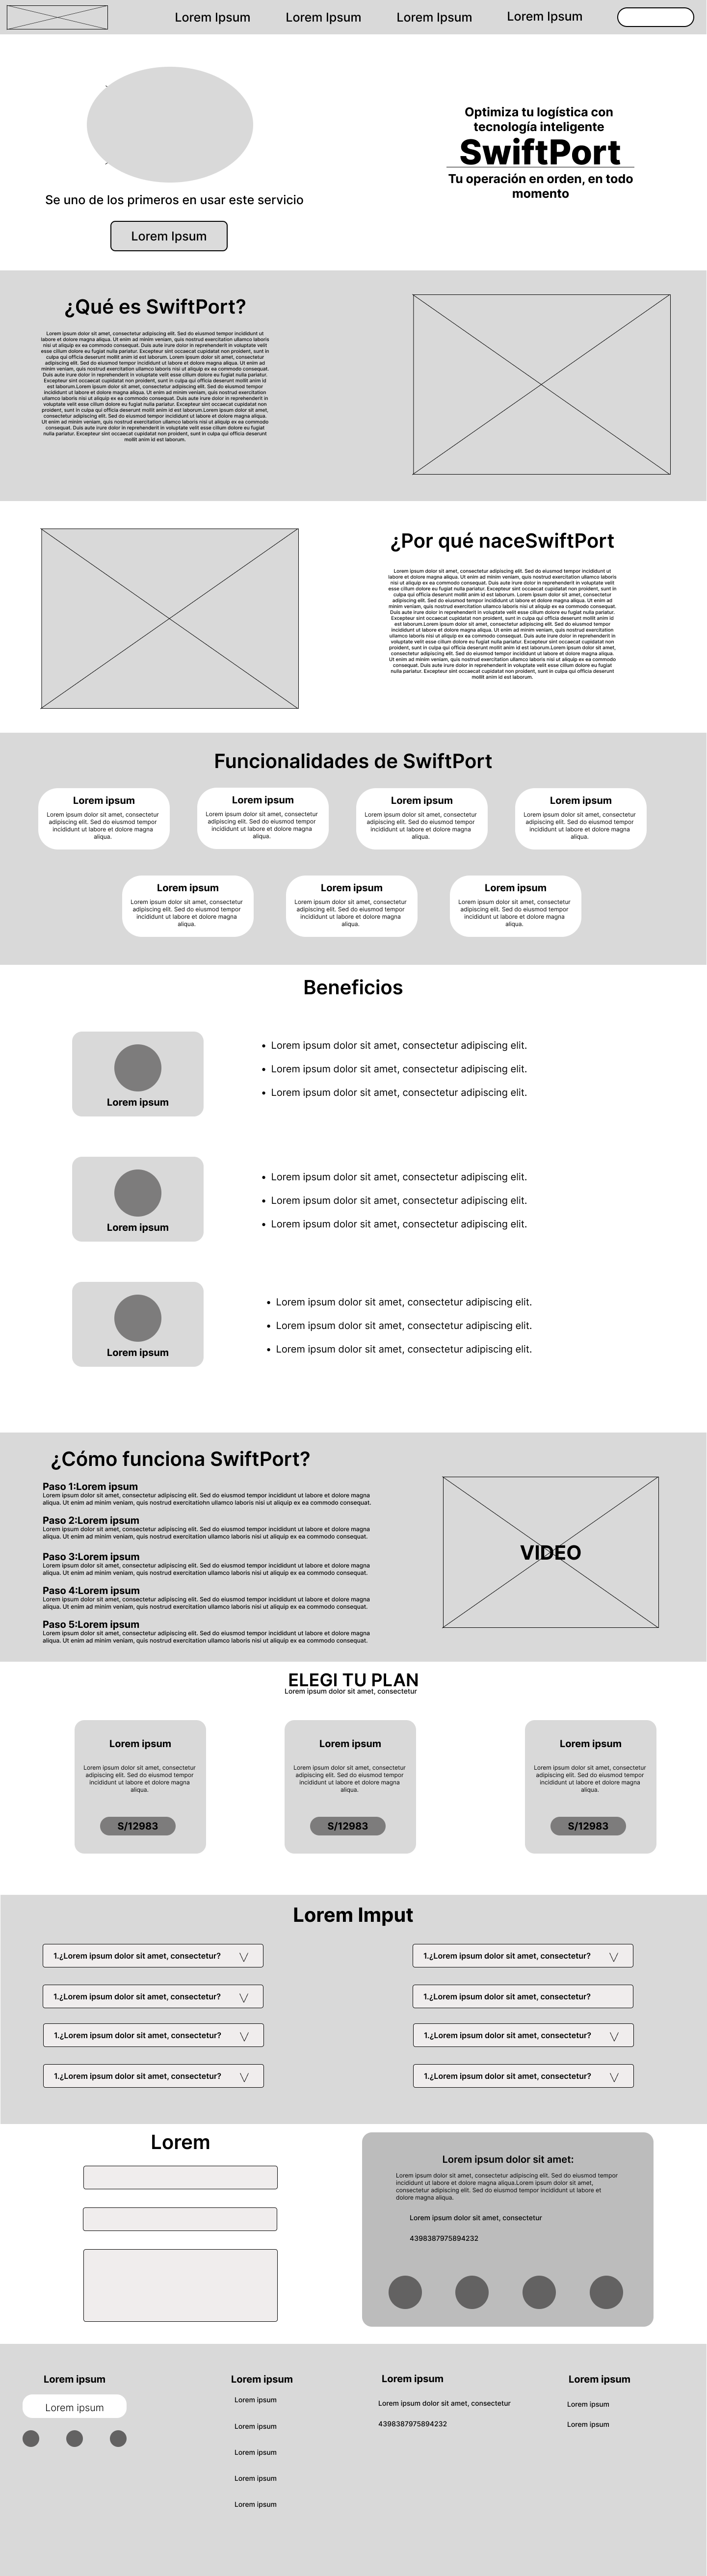 Lorem Ipsum
Lorem Ipsum
Lorem Ipsum
Lorem Ipsum
Optimiza tu logística con
tecnología inteligente
SwiftPort
Tu operación en orden, en todo
momento
Se uno de los primeros en usar este servicio
Lorem Ipsum
¿Qué es SwiftPort?
Lorem ipsum dolor sit amet, consectetur adipiscing elit. Sed do eiusmod tempor incididunt ut
labore et dolore magna aliqua. Ut enim ad minim veniam, quis nostrud exercitation ullamco laboris
nisi ut aliquip ex ea commodo consequat. Duis aute irure dolor in reprehenderit in voluptate velit
esse cillum dolore eu fugiat nulla pariatur. Excepteur sint occaecat cupidatat non proident, sunt in
culpa qui officia deserunt mollit anim id est laborum. Lorem ipsum dolor sit amet, consectetur
adipiscing elit. Sed do eiusmod tempor incididunt ut labore et dolore magna aliqua. Ut enim ad
minim veniam, quis nostrud exercitation ullamco laboris nisi ut aliquip ex ea commodo consequat.
Duis aute irure dolor in reprehenderit in voluptate velit esse cillum dolore eu fugiat nulla pariatur.
Excepteur sint occaecat cupidatat non proident, sunt in culpa qui officia deserunt mollit anim id
est laborum.Lorem ipsum dolor sit amet, consectetur adipiscing elit. Sed do eiusmod tempor
incididunt ut labore et dolore magna aliqua. Ut enim ad minim veniam, quis nostrud exercitation
ullamco laboris nisi ut aliquip ex ea commodo consequat. Duis aute irure dolor in reprehenderit in
voluptate velit esse cillum dolore eu fugiat nulla pariatur. Excepteur sint occaecat cupidatat non
proident, sunt in culpa qui officia deserunt mollit anim id est laborum.Lorem ipsum dolor sit amet,
consectetur adipiscing elit. Sed do eiusmod tempor incididunt ut labore et dolore magna aliqua.
Ut enim ad minim veniam, quis nostrud exercitation ullamco laboris nisi ut aliquip ex ea commodo
consequat. Duis aute irure dolor in reprehenderit in voluptate velit esse cillum dolore eu fugiat
nulla pariatur. Excepteur sint occaecat cupidatat non proident, sunt in culpa qui officia deserunt
mollit anim id est laborum.
¿Por qué naceSwiftPort
Lorem ipsum dolor sit amet, consectetur adipiscing elit. Sed do eiusmod tempor incididunt ut
labore et dolore magna aliqua. Ut enim ad minim veniam, quis nostrud exercitation ullamco laboris
nisi ut aliquip ex ea commodo consequat. Duis aute irure dolor in reprehenderit in voluptate velit
esse cillum dolore eu fugiat nulla pariatur. Excepteur sint occaecat cupidatat non proident, sunt in
culpa qui officia deserunt mollit anim id est laborum. Lorem ipsum dolor sit amet, consectetur
adipiscing elit. Sed do eiusmod tempor incididunt ut labore et dolore magna aliqua. Ut enim ad
minim veniam, quis nostrud exercitation ullamco laboris nisi ut aliquip ex ea commodo consequat.
Duis aute irure dolor in reprehenderit in voluptate velit esse cillum dolore eu fugiat nulla pariatur.
Excepteur sint occaecat cupidatat non proident, sunt in culpa qui officia deserunt mollit anim id
est laborum.Lorem ipsum dolor sit amet, consectetur adipiscing elit. Sed do eiusmod tempor
incididunt ut labore et dolore magna aliqua. Ut enim ad minim veniam, quis nostrud exercitation
ullamco laboris nisi ut aliquip ex ea commodo consequat. Duis aute irure dolor in reprehenderit in
voluptate velit esse cillum dolore eu fugiat nulla pariatur. Excepteur sint occaecat cupidatat non
proident, sunt in culpa qui officia deserunt mollit anim id est laborum.Lorem ipsum dolor sit amet,
consectetur adipiscing elit. Sed do eiusmod tempor incididunt ut labore et dolore magna aliqua.
Ut enim ad minim veniam, quis nostrud exercitation ullamco laboris nisi ut aliquip ex ea commodo
consequat. Duis aute irure dolor in reprehenderit in voluptate velit esse cillum dolore eu fugiat
nulla pariatur. Excepteur sint occaecat cupidatat non proident, sunt in culpa qui officia deserunt
mollit anim id est laborum.
Funcionalidades de SwiftPort
Lorem ipsum
Lorem ipsum dolor sit amet, consectetur
adipiscing elit. Sed do eiusmod tempor
incididunt ut labore et dolore magna
aliqua.
Lorem ipsum
Lorem ipsum dolor sit amet, consectetur
adipiscing elit. Sed do eiusmod tempor
incididunt ut labore et dolore magna
aliqua.
Lorem ipsum
Lorem ipsum dolor sit amet, consectetur
adipiscing elit. Sed do eiusmod tempor
incididunt ut labore et dolore magna
aliqua.
Lorem ipsum
Lorem ipsum dolor sit amet, consectetur
adipiscing elit. Sed do eiusmod tempor
incididunt ut labore et dolore magna
aliqua.
Lorem ipsum
Lorem ipsum dolor sit amet, consectetur
adipiscing elit. Sed do eiusmod tempor
incididunt ut labore et dolore magna
aliqua.
Lorem ipsum
Lorem ipsum dolor sit amet, consectetur
adipiscing elit. Sed do eiusmod tempor
incididunt ut labore et dolore magna
aliqua.
Lorem ipsum
Lorem ipsum dolor sit amet, consectetur
adipiscing elit. Sed do eiusmod tempor
incididunt ut labore et dolore magna
aliqua.
Beneficios
Lorem ipsum
• Lorem ipsum dolor sit amet, consectetur adipiscing elit.
• Lorem ipsum dolor sit amet, consectetur adipiscing elit.
• Lorem ipsum dolor sit amet, consectetur adipiscing elit.
Lorem ipsum
• Lorem ipsum dolor sit amet, consectetur adipiscing elit.
• Lorem ipsum dolor sit amet, consectetur adipiscing elit.
• Lorem ipsum dolor sit amet, consectetur adipiscing elit.
Lorem ipsum
• Lorem ipsum dolor sit amet, consectetur adipiscing elit.
• Lorem ipsum dolor sit amet, consectetur adipiscing elit.
• Lorem ipsum dolor sit amet, consectetur adipiscing elit.
¿Cómo funciona SwiftPort?
Paso 1:Lorem ipsum
Lorem ipsum dolor sit amet, consectetur adipiscing elit. Sed do eiusmod tempor incididunt ut labore et dolore magna
aliqua. Ut enim ad minim veniam, quis nostrud exercitatiohn ullamco laboris nisi ut aliquip ex ea commodo consequat.
Paso 2:Lorem ipsum
Lorem ipsum dolor sit amet, consectetur adipiscing elit. Sed do eiusmod tempor incididunt ut labore et dolore magna
aliqua. Ut enim ad minim veniam, quis nostrud exercitation ullamco laboris nisi ut aliquip ex ea commodo consequat.
Paso 3:Lorem ipsum
Lorem ipsum dolor sit amet, consectetur adipiscing elit. Sed do eiusmod tempor incididunt ut labore et dolore magna
aliqua. Ut enim ad minim veniam, quis nostrud exercitation ullamco laboris nisi ut aliquip ex ea commodo consequat.
Paso 4:Lorem ipsum
Lorem ipsum dolor sit amet, consectetur adipiscing elit. Sed do eiusmod tempor incididunt ut labore et dolore magna
aliqua. Ut enim ad minim veniam, quis nostrud exercitation ullamco laboris nisi ut aliquip ex ea commodo consequat.
Paso 5:Lorem ipsum
Lorem ipsum dolor sit amet, consectetur adipiscing elit. Sed do eiusmod tempor incididunt ut labore et dolore magna
aliqua. Ut enim ad minim veniam, quis nostrud exercitation ullamco laboris nisi ut aliquip ex ea commodo consequat.
VIDEO
ELEGI TU PLAN
Lorem ipsum dolor sit amet, consectetur
Lorem ipsum
Lorem ipsum dolor sit amet, consectetur
adipiscing elit. Sed do eiusmod tempor
incididunt ut labore et dolore magna
aliqua.
S/12983
Lorem ipsum
Lorem ipsum dolor sit amet, consectetur
adipiscing elit. Sed do eiusmod tempor
incididunt ut labore et dolore magna
aliqua.
S/12983
Lorem ipsum
Lorem ipsum dolor sit amet, consectetur
adipiscing elit. Sed do eiusmod tempor
incididunt ut labore et dolore magna
aliqua.
S/12983
Lorem Imput
1.¿Lorem ipsum dolor sit amet, consectetur?
1.¿Lorem ipsum dolor sit amet, consectetur?
1.¿Lorem ipsum dolor sit amet, consectetur?
1.¿Lorem ipsum dolor sit amet, consectetur?
1.¿Lorem ipsum dolor sit amet, consectetur?
1.¿Lorem ipsum dolor sit amet, consectetur?
1.¿Lorem ipsum dolor sit amet, consectetur?
1.¿Lorem ipsum dolor sit amet, consectetur?
Lorem
Lorem ipsum dolor sit amet:
Lorem ipsum dolor sit amet, consectetur adipiscing elit. Sed do eiusmod tempor
incididunt ut labore et dolore magna aliqua.Lorem ipsum dolor sit amet,
consectetur adipiscing elit. Sed do eiusmod tempor incididunt ut labore et
dolore magna aliqua.
Lorem ipsum dolor sit amet, consectetur
4398387975894232
Lorem ipsum
Lorem ipsum
Lorem ipsum
Lorem ipsum
Lorem ipsum
Lorem ipsum
Lorem ipsum
Lorem ipsum
Lorem ipsum
Lorem ipsum dolor sit amet, consectetur
4398387975894232
Lorem ipsum
Lorem ipsum
Lorem ipsum